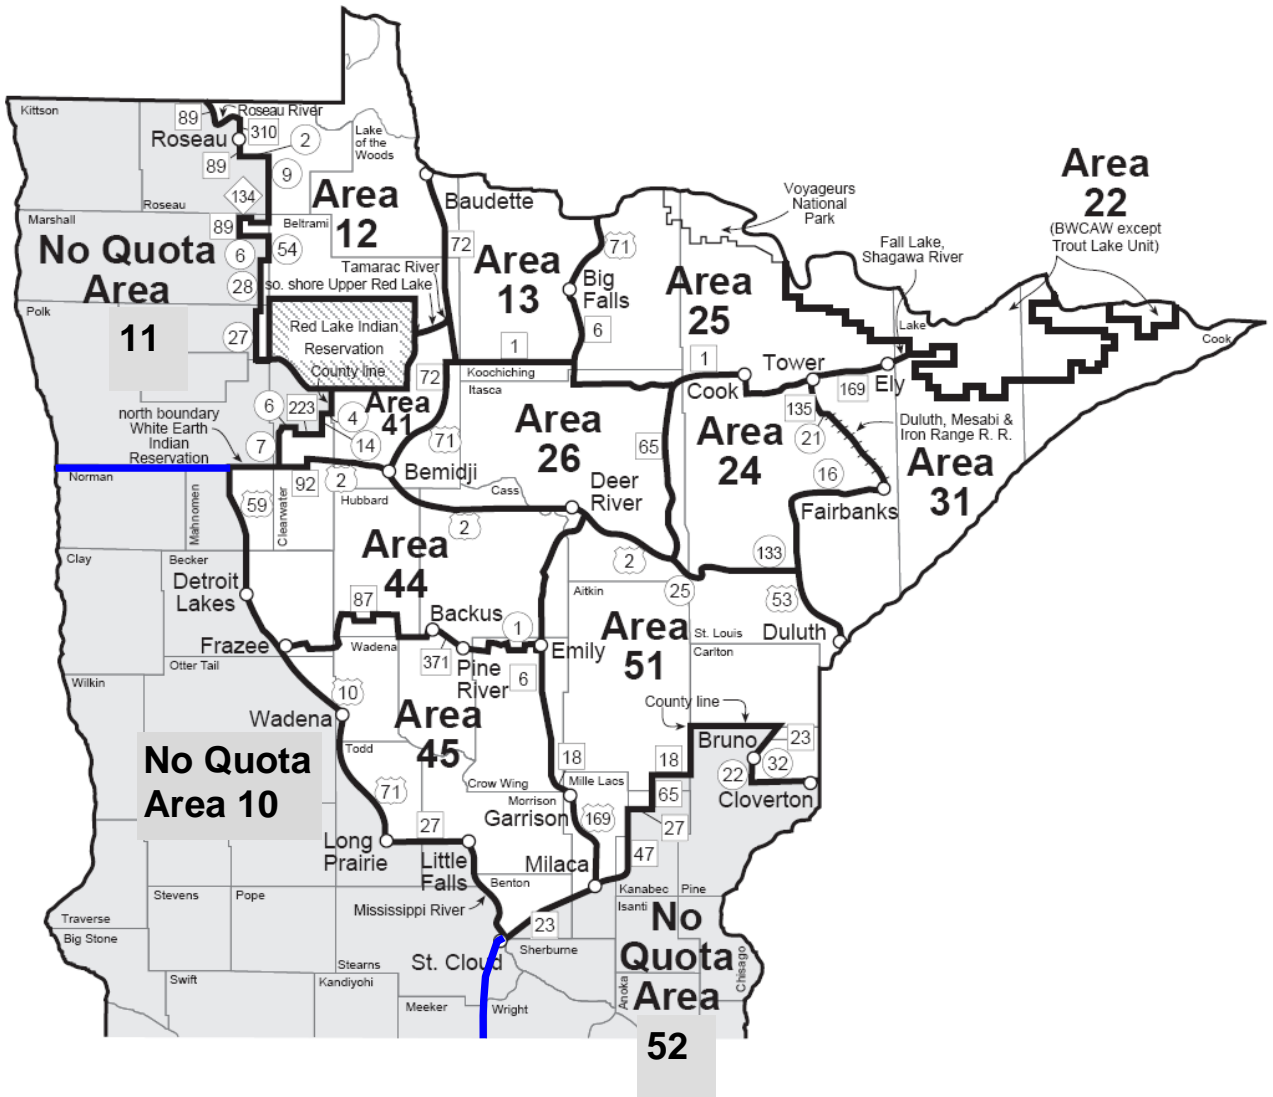 Kittson
89
Roseau River
Roseau
310
2
89
9
134
Roseau
Lake
of the
Woods
Area
12
Marshall
89
Beltrami
No Quota
Area
11
6
54
28
27
Tamarac River
so. shore Upper Red Lake
Polk
Red Lake Indian
Reservation
County line
Baudette
72
Area
13
1
71
Big
Falls
6
Area
25
Voyageurs
National
Park
Area
22
(BWCAW except
Trout Lake Unit)
Fall Lake,
Shagawa River
Lake
Cook
72
Koochiching
Itasca
1
Cook
Tower
169
Ely
135
21
Duluth, Mesabi &
Iron Range R. R.
north boundary
White Earth
Indian
Reservation
6
223
4
14
7
Area
41
71
Area
26
65
Area
24
16
Area
31
Fairbanks
Norman
Mahnomen
59
Clearwater
92
2
Bemidji
Hubbard
Cass
2
Deer
River
Area
44
2
133
25
53
Clay
Becker
Detroit
Lakes
87
Backus
Aitkin
Area
51
St. Louis
Duluth
Carlton
Frazee
Wadena
371
Pine
River
1
6
Emily
Otter Tail
Wilkin
10
Wadena
Area
45
County line
Bruno
23
22
32
Cloverton
No Quota
Area 10
Todd
71
Crow Wing
18
Mille Lacs
18
65
Morrison
Garrison
169
27
47
27
Long
Prairie
Little
Falls
Milaca
Benton
Kanabec
Pine
Isanti
Stevens
Pope
Mississippi River
23
Traverse
Big Stone
St. Cloud
Sherburne
No
Quota
Area
52
Chisago
Anoka
Stearns
Swift
Kandiyohi
Meeker
Wright